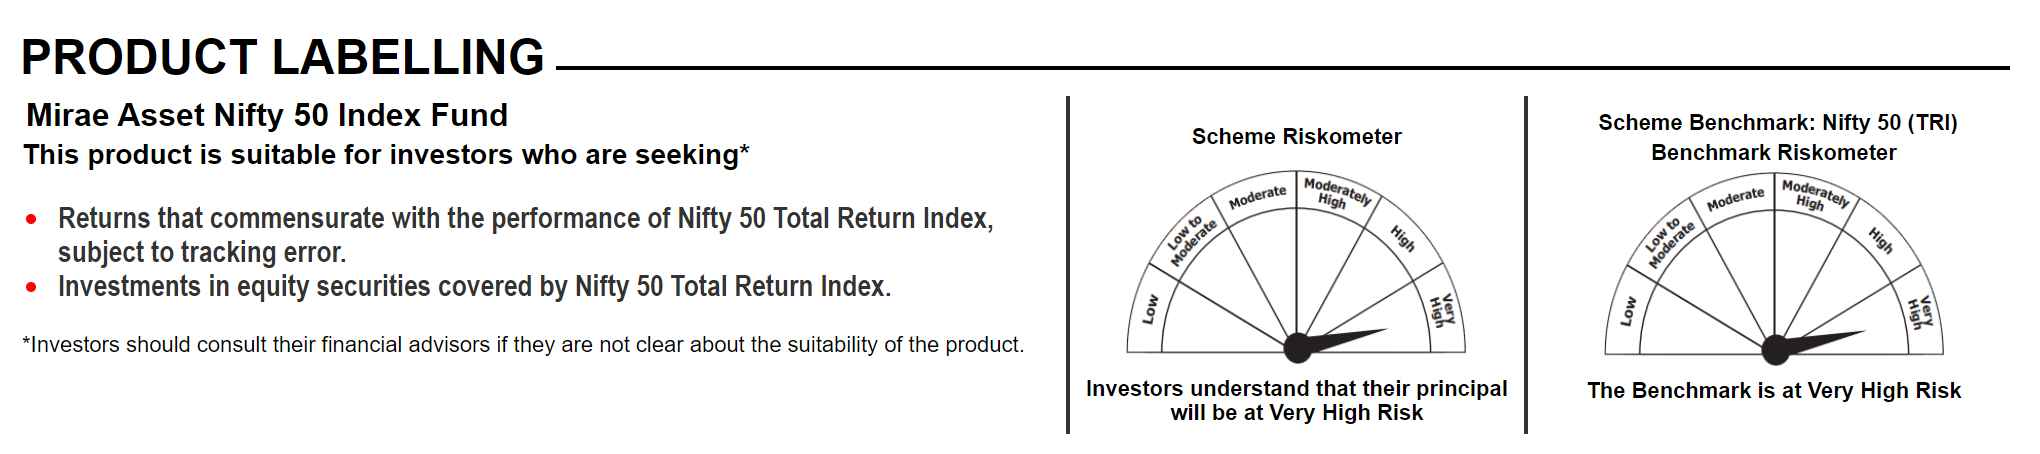 PRODUCT LABELLING
Mirae Asset Nifty 50 Index Fund
This product is suitable for investors who are seeking*
• Returns that commensurate with the performance of Nifty 50 Total Return Index,
subject to tracking error.
• Investments in equity securities covered by Nifty 50 Total Return Index.
*Investors should consult their financial advisors if they are not clear about the suitability of the product.
Scheme Riskometer
Low
Low to
Moderate
Moderate
Moderately
High
High
Very
High
Investors understand that their principal
will be at Very High Risk
Scheme Benchmark: Nifty 50 (TRI)
Benchmark Riskometer
Low
Low to
Moderate
Moderate
Moderately
High
High
Very
High
The Benchmark is at Very High Risk